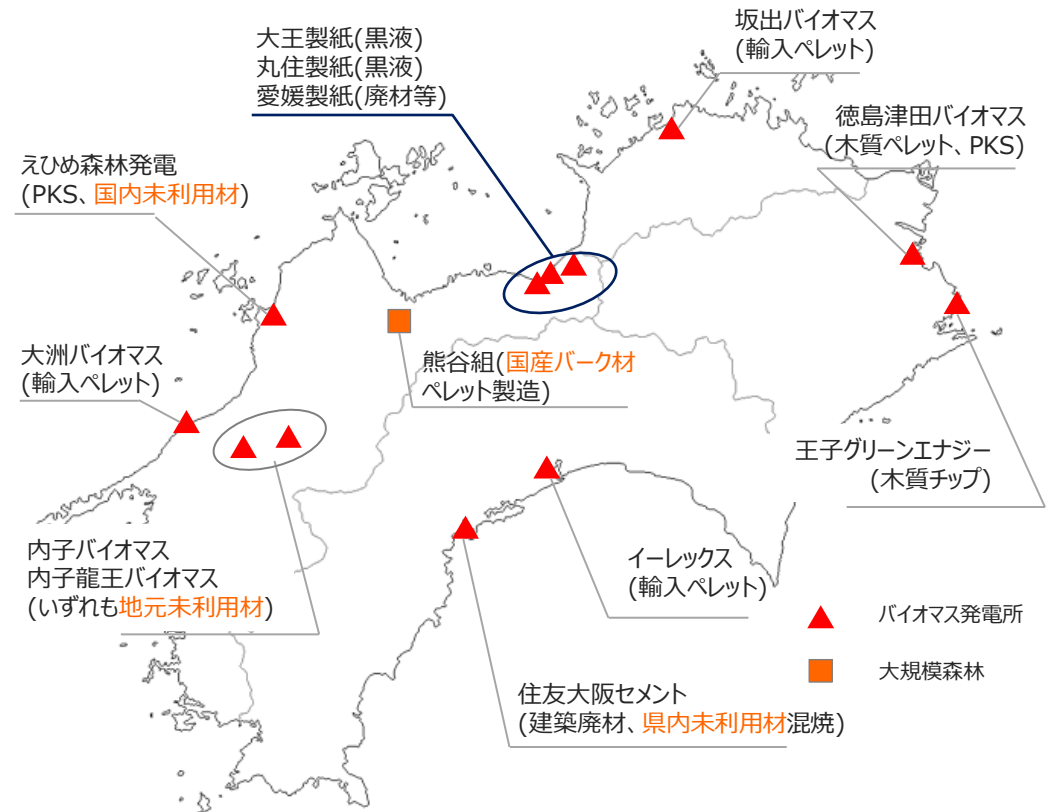 大王製紙(黒液)
丸住製紙(黒液)
愛媛製紙(廃材等)
坂出バイオマス
(輸入ペレット)
徳島津田バイオマス
(木質ペレット、PKS)
えひめ森林発電
(PKS、国内未利用材)
大洲バイオマス
(輸入ペレット)
熊谷組(国産バーク材
ペレット製造)
王子グリーンエナジー
(木質チップ)
内子バイオマス
内子龍王バイオマス
(いずれも地元未利用材)
イーレックス
(輸入ペレット)
住友大阪セメント
(建築廃材、県内未利用材混焼)
バイオマス発電所
大規模森林